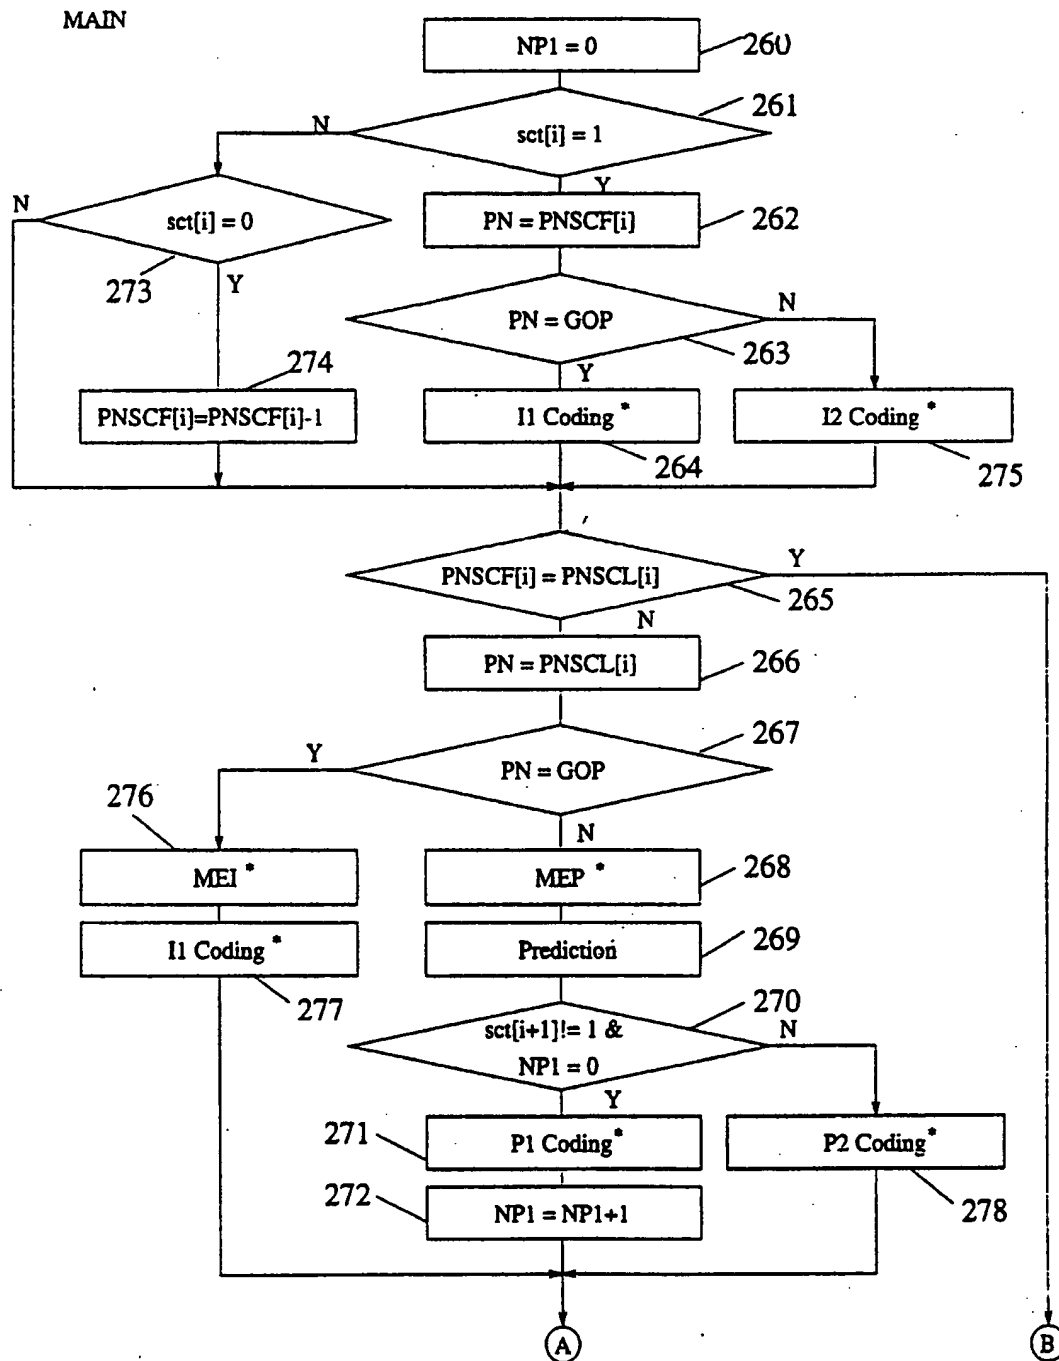 MAIN
NP1 = 0
260
261
N
sct[i] = 1
Y
N
sct[i] = 0
PN = PNSCF[i]
262
273
Y
N
PN = GOP
263
274
Y
PNSCF[i]=PNSCF[i]-1
I1 Coding *
I2 Coding *
264
275
Y
PNSCF[i] = PNSCL[i]
265
N
PN = PNSCL[i]
266
267
Y
PN = GOP
276
N
MEI *
MEP *
268
I1 Coding *
Prediction
269
277
270
sct[i+1]!= 1 &
N
NP1 = 0
Y
271
P1 Coding *
P2 Coding *
272
NP1 = NP1+1
278
A
B